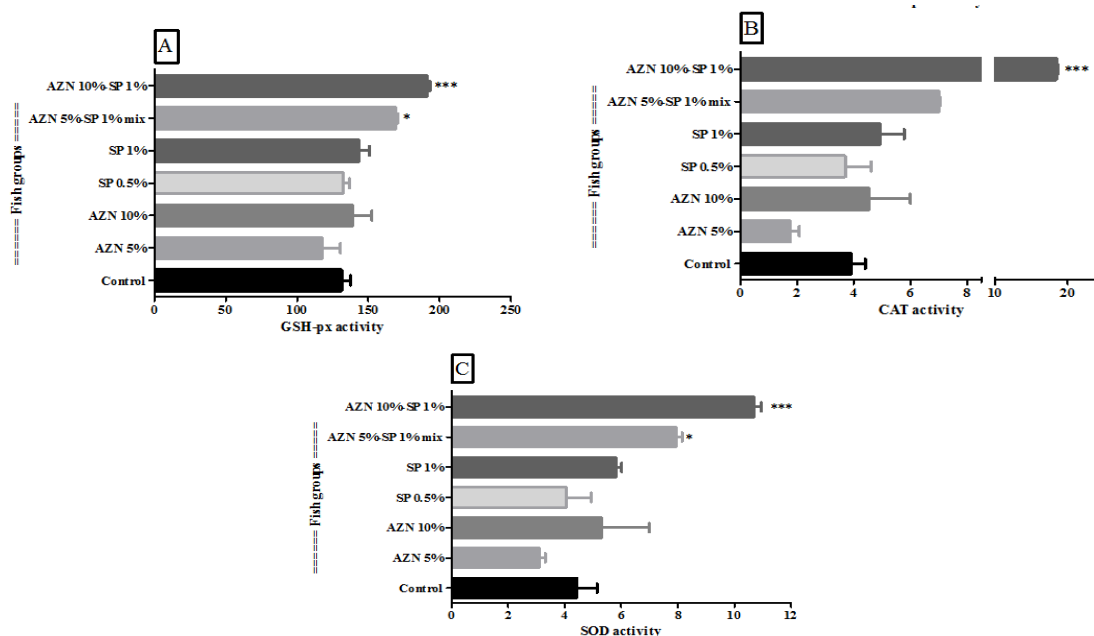 A
AZN 10%-SP 1%
***
AZN 5%-SP 1% mix
*
SP 1%
SP 0.5%
AZN 10%
AZN 5%
Control
====== Fish groups =====
0
50
100
150
200
250
GSH-px activity
B
AZN 10%-SP 1%
***
AZN 5%-SP 1% mix
SP 1%
SP 0.5%
AZN 10%
AZN 5%
Control
===== Fish groups =====
0
2
4
6
8
10
20
CAT activity
C
AZN 10%-SP 1%
***
AZN 5%-SP 1% mix
*
SP 1%
SP 0.5%
AZN 10%
AZN 5%
Control
===== Fish groups ====
0
2
4
6
8
10
12
SOD activity